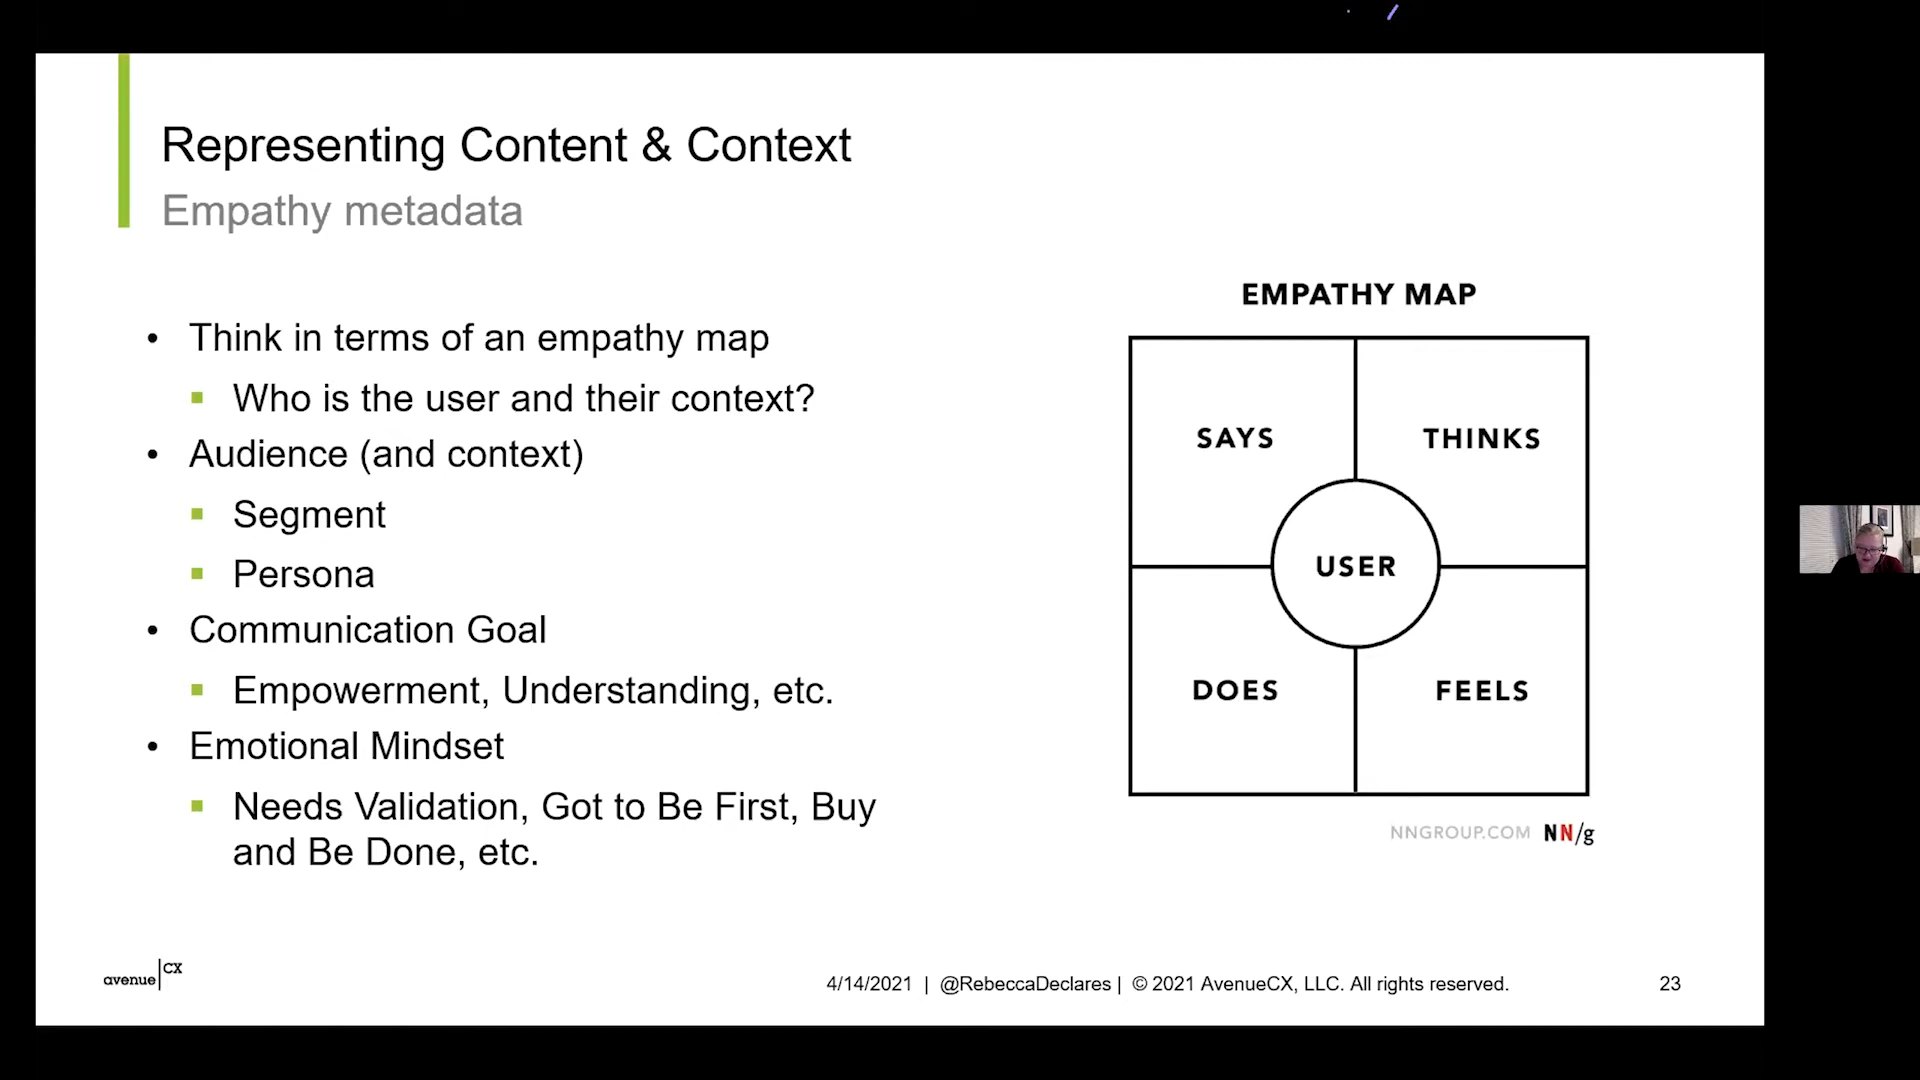 Representing Content & Context
Empathy metadata
• Think in terms of an empathy map
▪ Who is the user and their context?
• Audience (and context)
▪ Segment
▪ Persona
• Communication Goal
▪ Empowerment, Understanding, etc.
• Emotional Mindset
▪ Needs Validation, Got to Be First, Buy
and Be Done, etc.
EMPATHY MAP
SAYS
THINKS
USER
DOES
FEELS
NNGROUP.COM NN/g
avenue|CX
4/14/2021 | @RebeccaDeclares | © 2021 AvenueCX, LLC. All rights reserved.
23